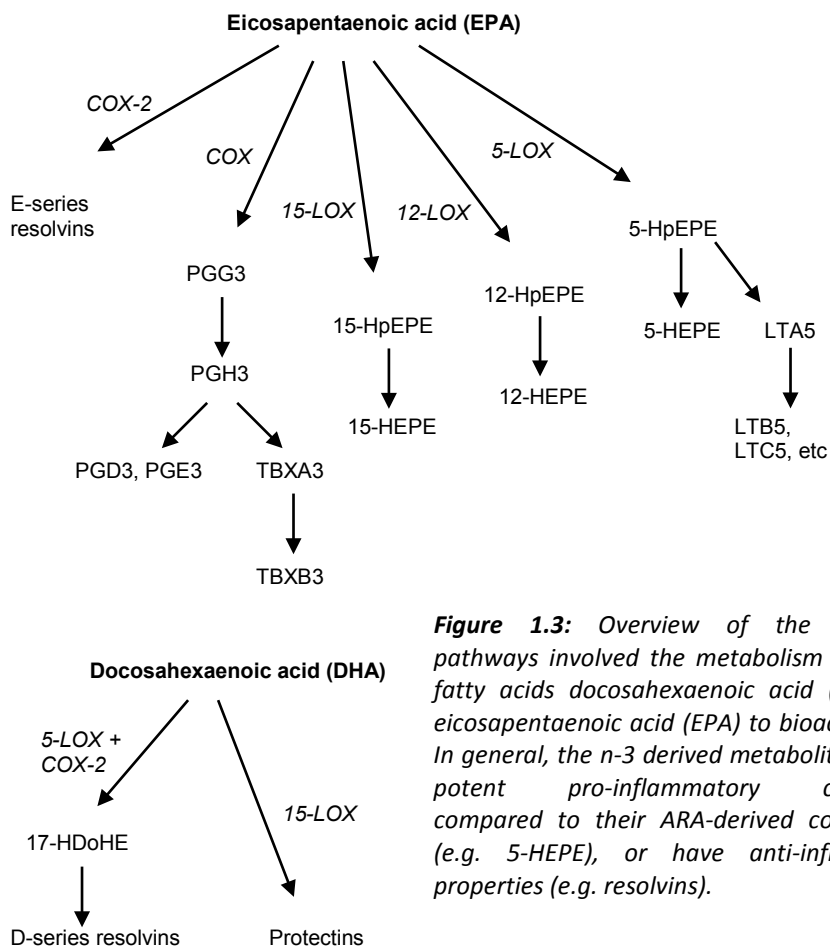 Eicosapentaenoic acid (EPA)
COX-2
COX
15-LOX
12-LOX
5-LOX
E-series
resolvins
PGG3
PGH3
PGD3, PGE3
TBXA3
TBXB3
15-HpEPE
15-HEPE
12-HpEPE
12-HEPE
5-HpEPE
5-HEPE
LTA5
LTB5,
LTC5, etc
Docosahexaenoic acid (DHA)
5-LOX +
COX-2
15-LOX
17-HDoHE
D-series resolvins
Protectins
Figure 1.3: Overview of the
pathways involved the metabolism
fatty acids docosahexaenoic acid (
eicosapentaenoic acid (EPA) to bioac
In general, the n-3 derived metabolit
potent pro-inflammatory c
compared to their ARA-derived co
(e.g. 5-HEPE), or have anti-infl
properties (e.g. resolvins).